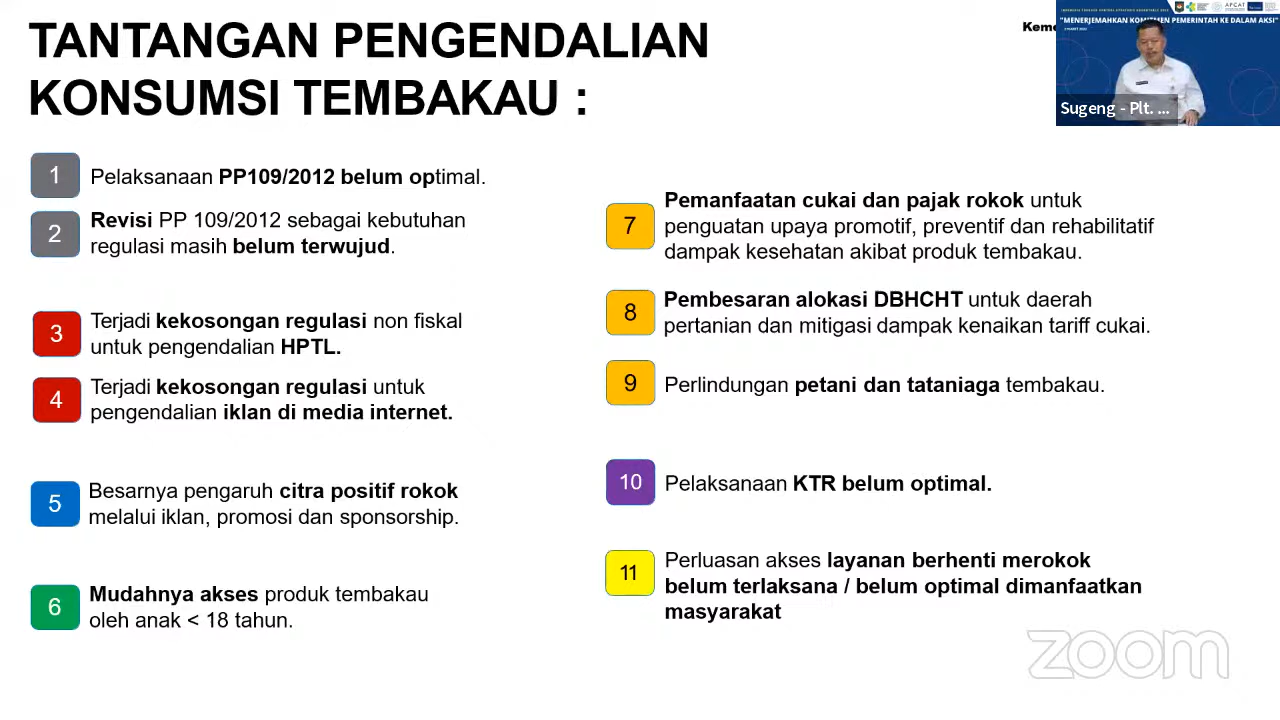 TANTANGAN PENGENDALIAN
KONSUMSI TEMBAKAU :
1
Pelaksanaan PP109/2012 belum optimal.
2
Revisi PP 109/2012 sebagai kebutuhan
regulasi masih belum terwujud.
3
Terjadi kekosongan regulasi non fiskal
untuk pengendalian HPTL.
4
Terjadi kekosongan regulasi untuk
pengendalian iklan di media internet.
5
Besarnya pengaruh citra positif rokok
melalui iklan, promosi dan sponsorship.
6
Mudahnya akses produk tembakau
oleh anak < 18 tahun.
7
Pemanfaatan cukai dan pajak rokok untuk
penguatan upaya promotif, preventif dan rehabilitatif
dampak kesehatan akibat produk tembakau.
8
Pembesaran alokasi DBHCHT untuk daerah
pertanian dan mitigasi dampak kenaikan tariff cukai.
9
Perlindungan petani dan tataniaga tembakau.
10
Pelaksanaan KTR belum optimal.
11
Perluasan akses layanan berhenti merokok
belum terlaksana / belum optimal dimanfaatkan
masyarakat
Keme
APCAT
"MENERJEMAHKAN KOMITMEN PEMERINTAH KE DALAM AKSI"
Sugeng - Plt. ...
zoom